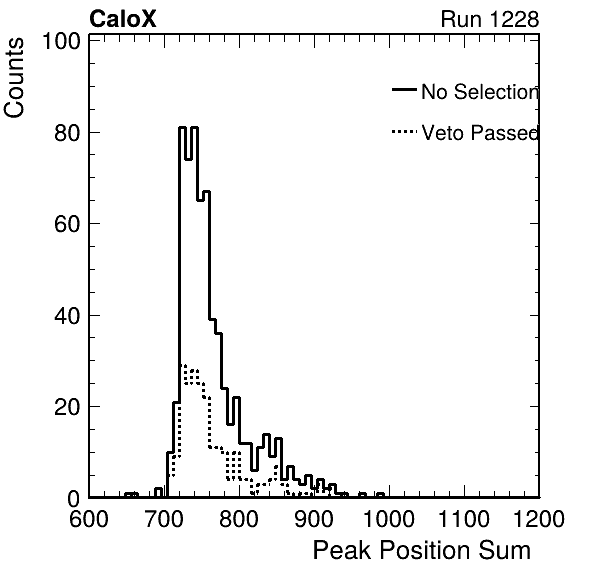 CaloX Run 1228
Counts
100
80
60
40
20
0
No Selection
Veto Passed
600 700 800 900 1000 1100 1200
Peak Position Sum